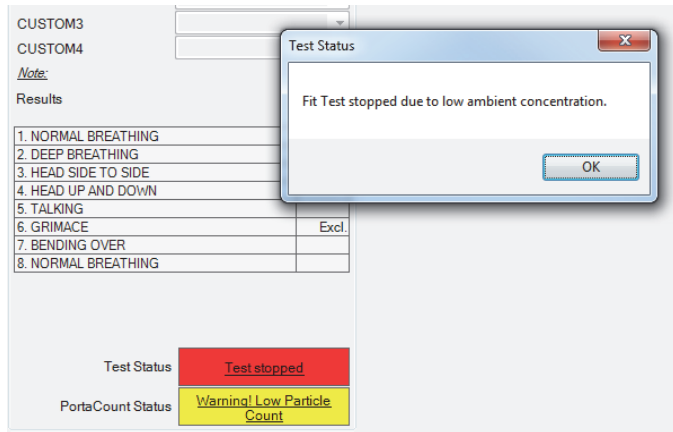 CUSTOM3
CUSTOM4
Note:
Results
1. NORMAL BREATHING
2. DEEP BREATHING
3. HEAD SIDE TO SIDE
4. HEAD UP AND DOWN
5. TALKING
6. GRIMACE Excl.
7. BENDING OVER
8. NORMAL BREATHING
Test Status Test stopped
PortaCount Status Warning! Low Particle
Count
Test Status
Fit Test stopped due to low ambient concentration.
OK